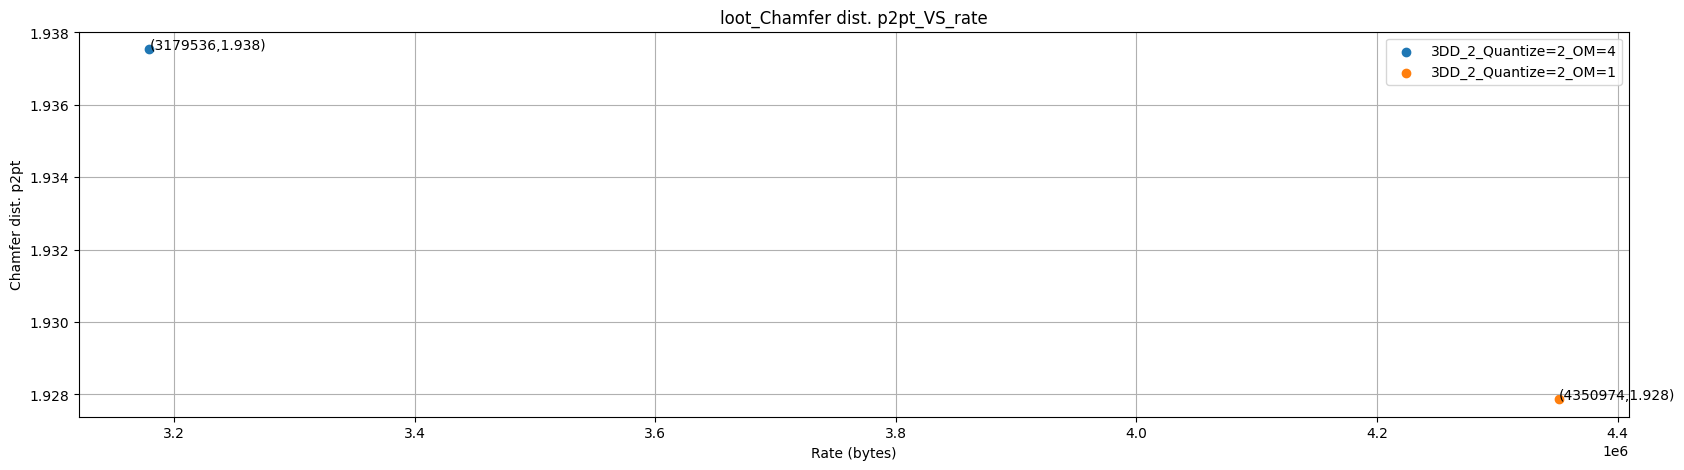 loot_Chamfer dist. p2pt_VS_rate
1.938
(3179536,1.938)
3DD_2_Quantize=2_OM=4
3DD_2_Quantize=2_OM=1
1.936
1.934
1.932
1.930
1.928
(4350974,1.928)
Chamfer dist. p2pt
3.2
3.4
3.6
3.8
4.0
4.2
4.4
Rate (bytes)
1e6